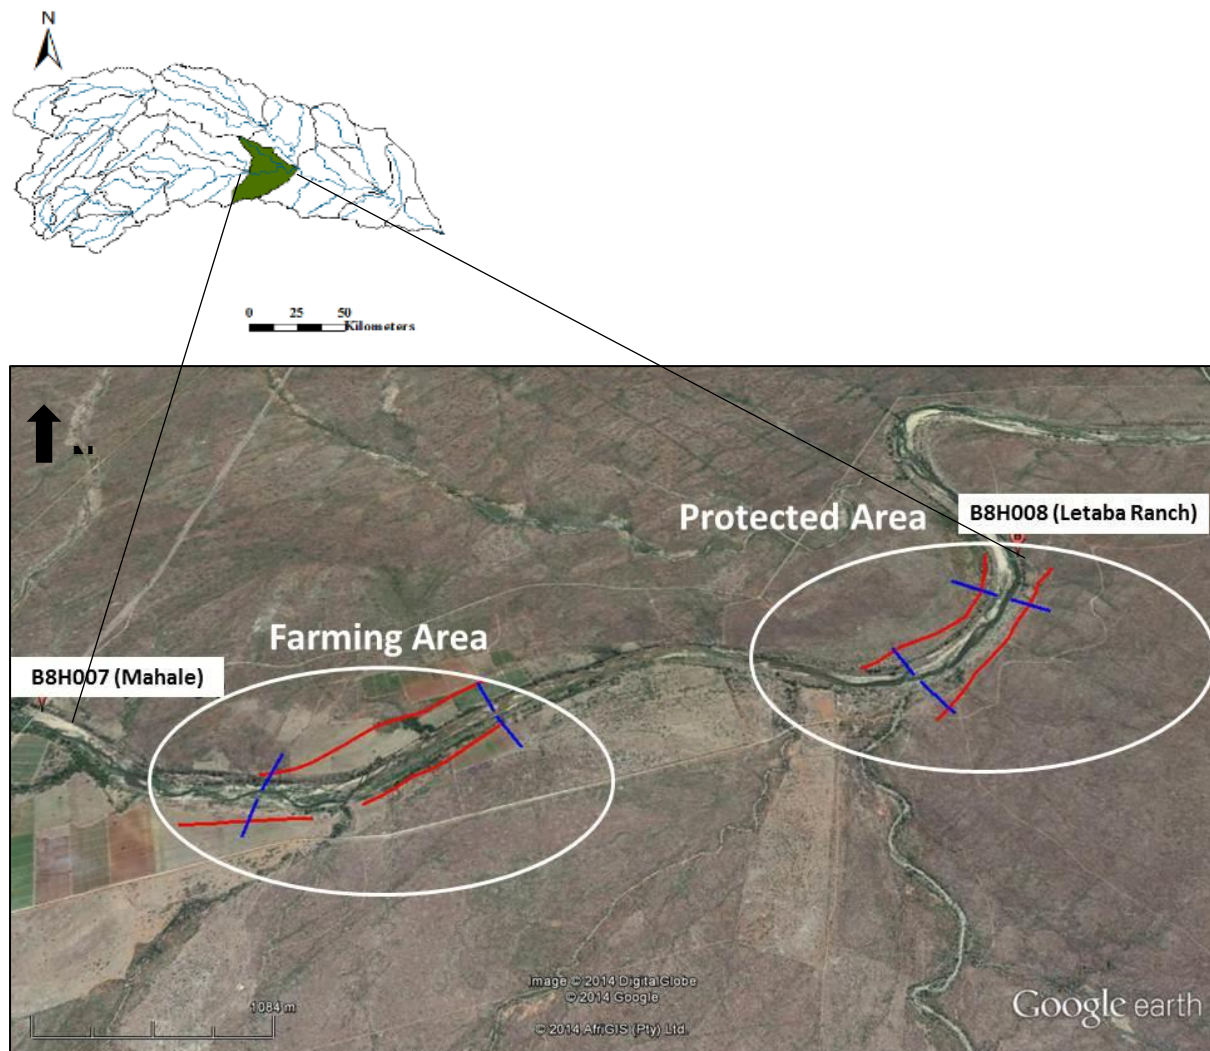 N
0 25 50
Kilometers
N
Protected Area
B8H008 (Letaba Ranch)
Farming Area
B8H007 (Mahale)
1084 m
Image © 2014 DigitalGlobe
© 2014 Google
© 2014 AfriGIS (Pty) Ltd.
Google earth